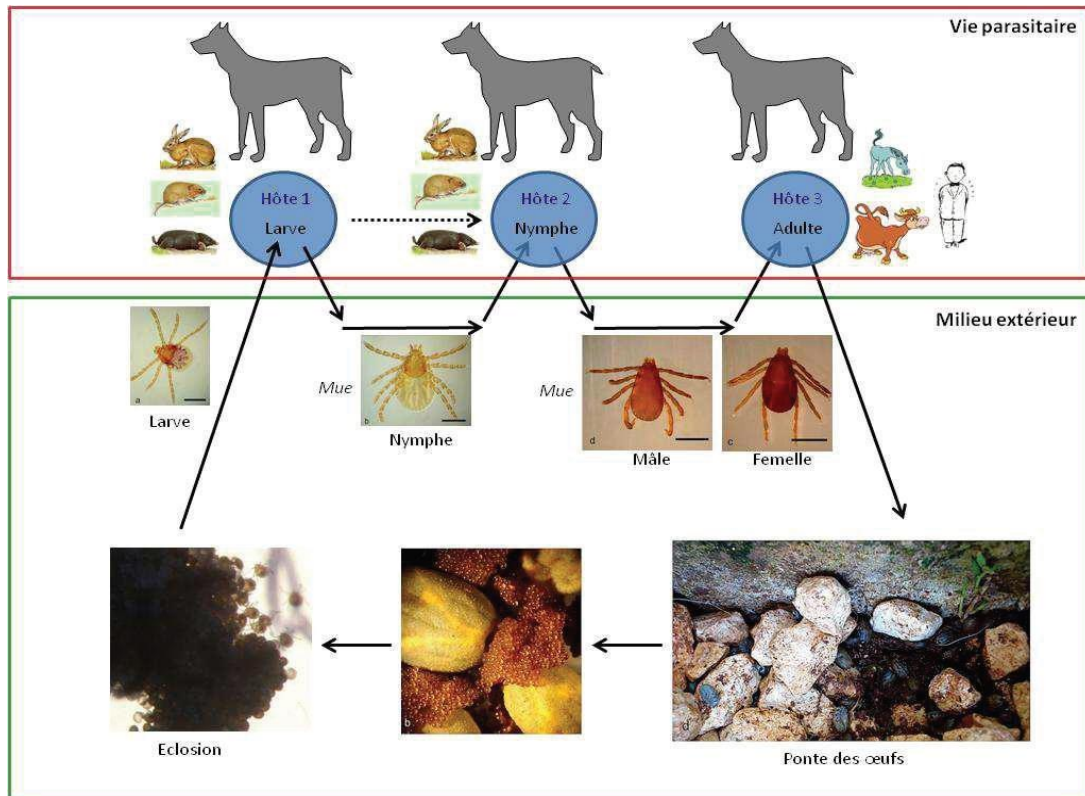 Vie parasitaire
Hôte 1
Larve
Hôte 2
Nymphe
Hôte 3
Adulte
Milieu extérieur
a
Larve
Mue
b
Nymphe
Mue
d
Mâle
c
Femelle
Eclosion
b
d
Ponte des œufs